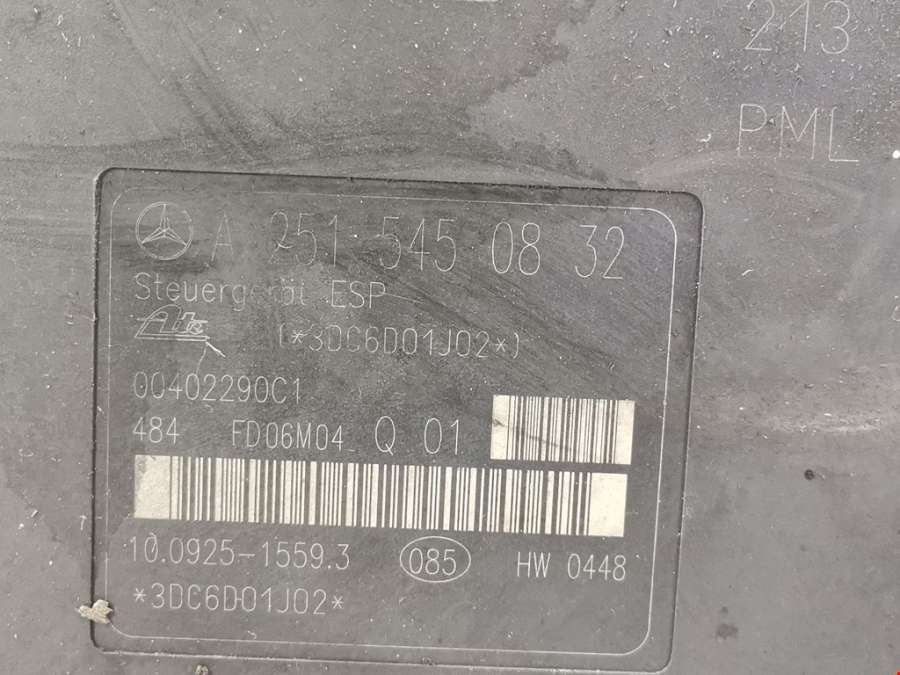 213
PML
A 251 545 08 32
Steuergerät ESP
Ate
(*3DC6D01J02*)
00402290C1
484 FD06M04 Q 01
10.0925-1559.3 085 HW 0448
*3DC6D01J02*